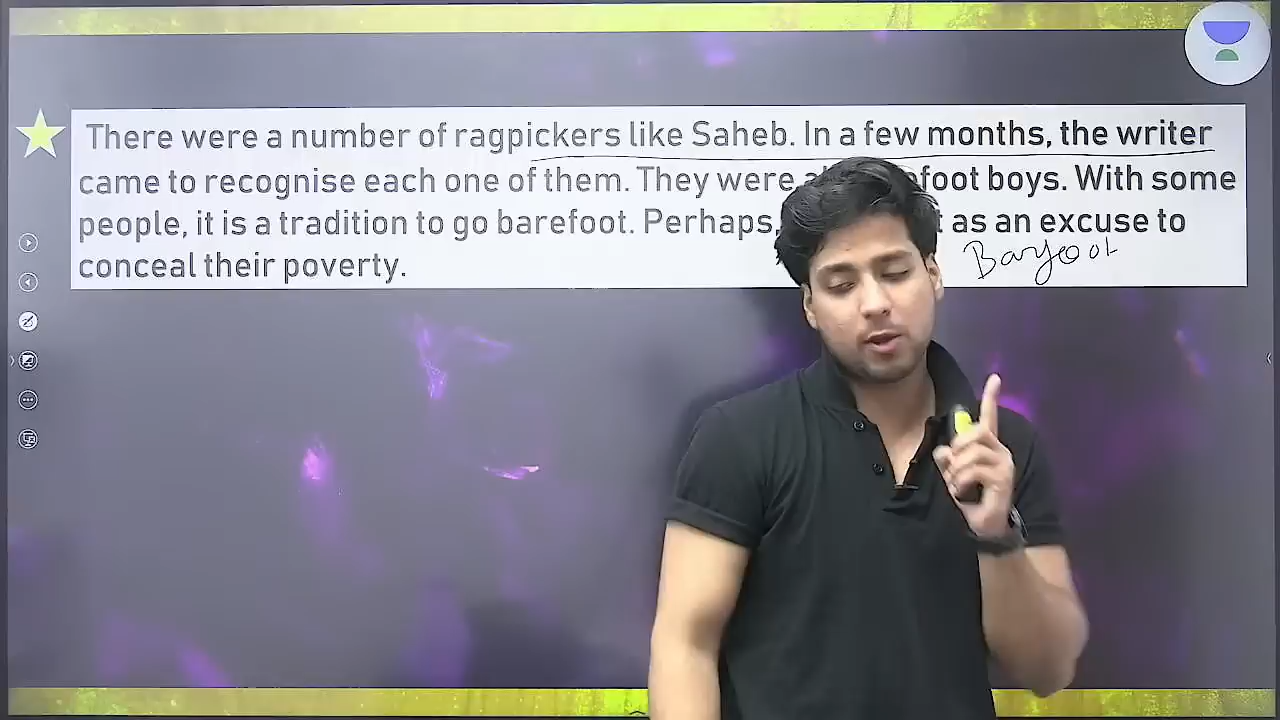 There were a number of ragpickers like Saheb. In a few months, the writer
came to recognise each one of them. They were foot boys. With some
people, it is a tradition to go barefoot. Perhaps, as an excuse to
Barfoot
conceal their poverty.